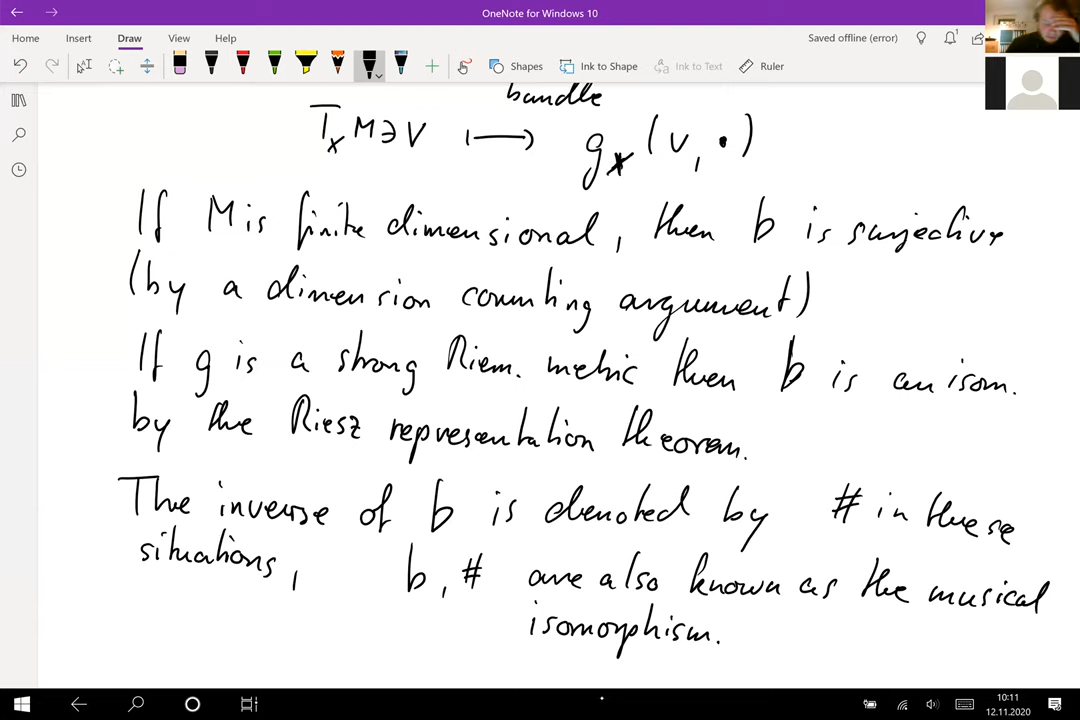 OneNote for Windows 10
Home Insert Draw View Help Saved offline (error)
Shapes Ink to Shape Ink to Text Ruler
bundle
T_x M ∋ v ⟼ g_x (v, •)
If M is finite dimensional, then ♭ is surjective
(by a dimension counting argument)
If g is a strong Riem. metric then ♭ is an isom.
by the Riesz representation theorem.
The inverse of ♭ is denoted by # in these
situations, ♭, # are also known as the musical
isomorphism.
10:11
12.11.2020